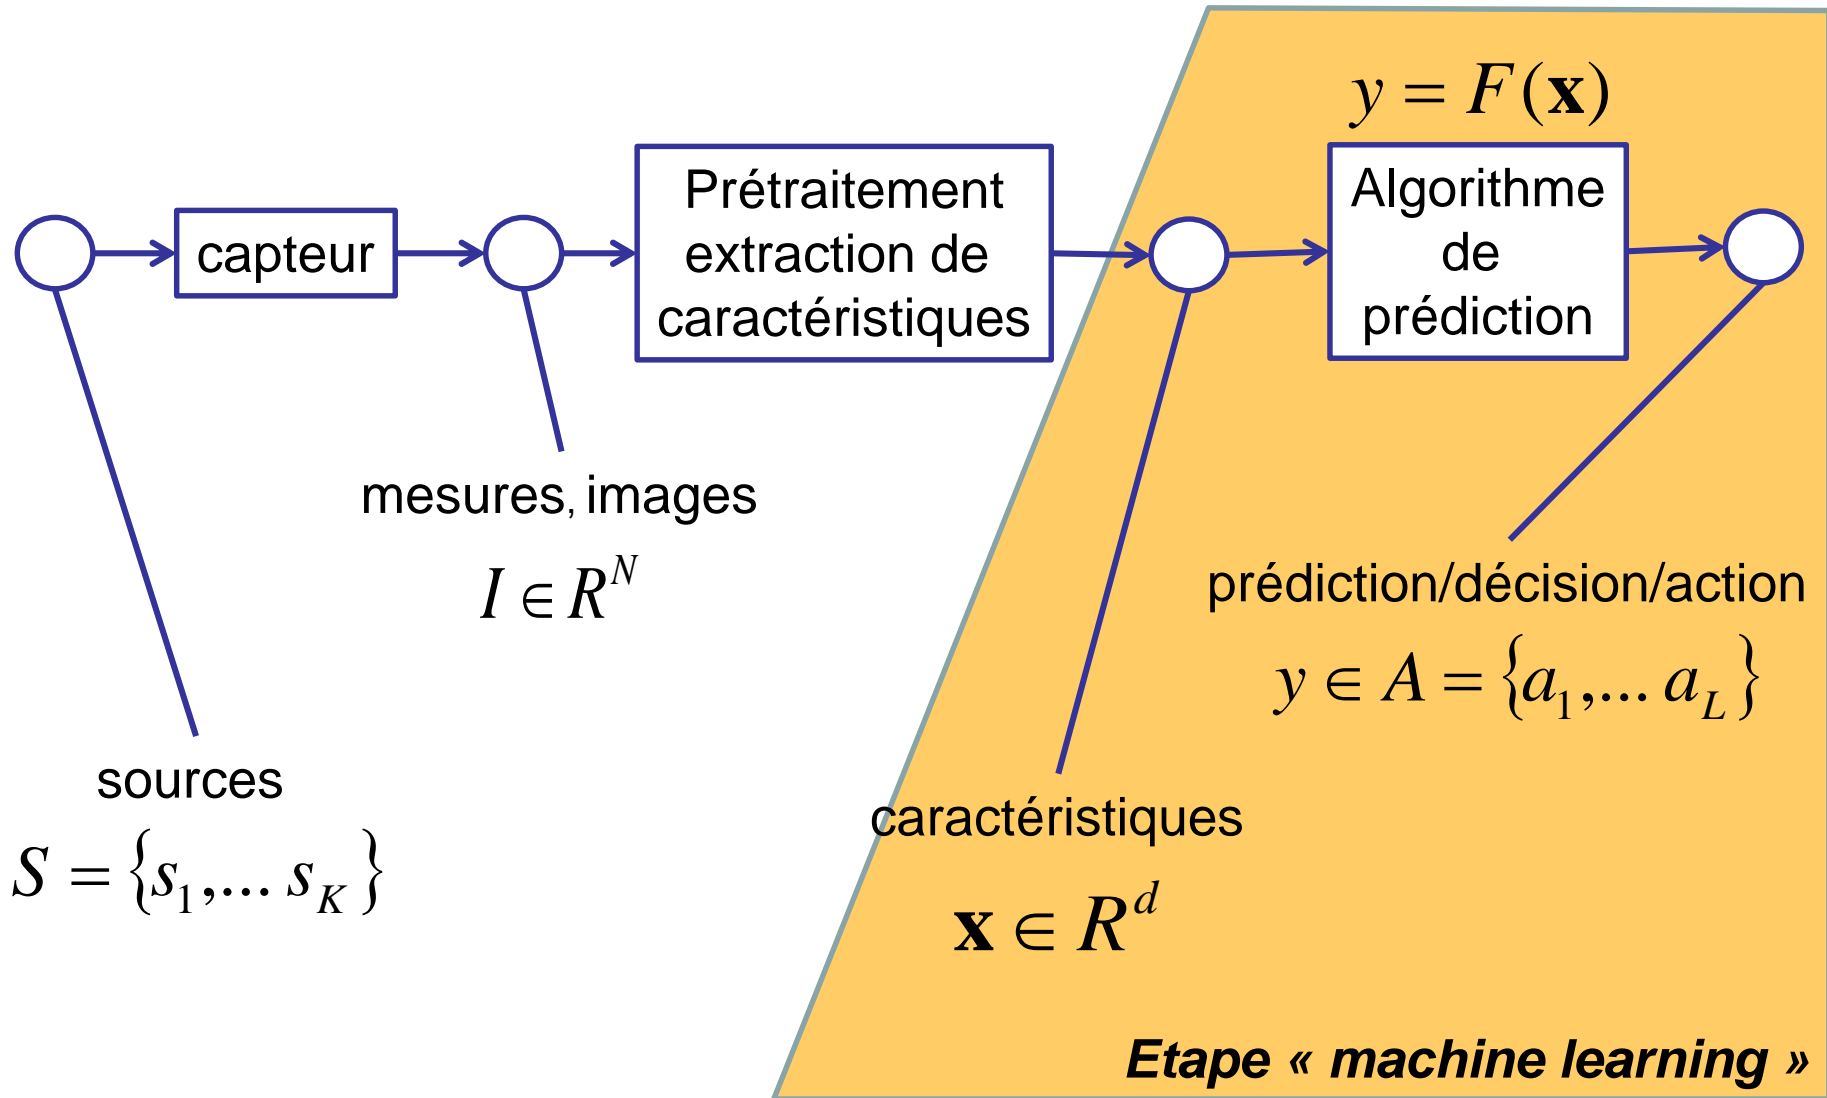 y = F(x)
capteur
Prétraitement
extraction de
caractéristiques
Algorithme
de
prédiction
mesures, images
I ∈ R^N
prédiction/décision/action
y ∈ A = {a_1,... a_L}
sources
S = {s_1,... s_K}
caractéristiques
x ∈ R^d
Etape « machine learning »